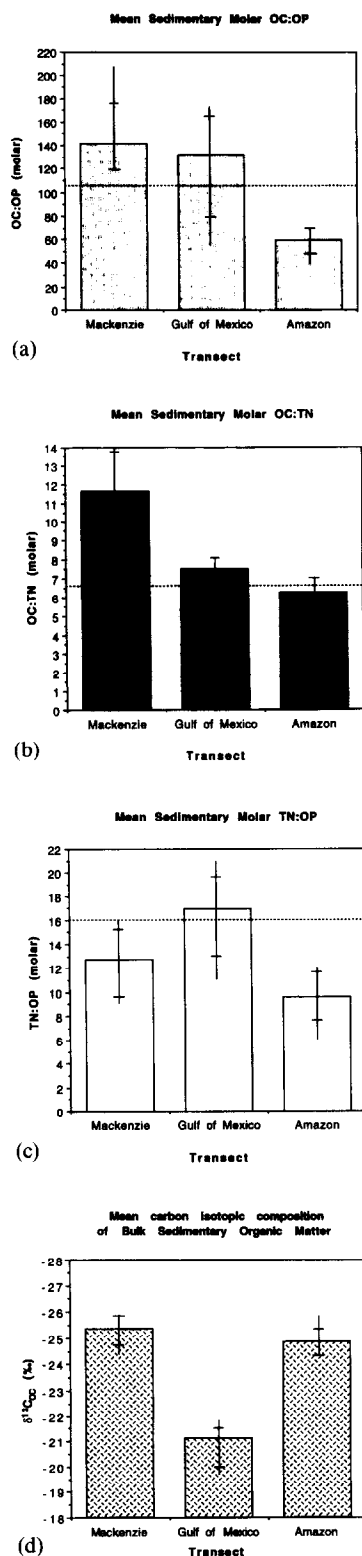 Mean Sedimentary Molar OC:OP
220
200
180
160
140
120
100
80
60
40
20
0
OC:OP (molar)
Mackenzie Gulf of Mexico Amazon
Transect
(a)
Mean Sedimentary Molar OC:TN
14
13
12
11
10
9
8
7
6
5
4
3
2
1
0
OC:TN (molar)
Mackenzie Gulf of Mexico Amazon
Transect
(b)
Mean Sedimentary Molar TN:OP
22
20
18
16
14
12
10
8
6
4
2
0
TN:OP (molar)
Mackenzie Gulf of Mexico Amazon
Transect
(c)
Mean carbon isotopic composition
of Bulk Sedimentary Organic Matter
-28
-26
-25
-24
-22
-21
-20
-19
-18
δ¹³C_OC (‰)
Mackenzie Gulf of Mexico Amazon
Transect
(d)